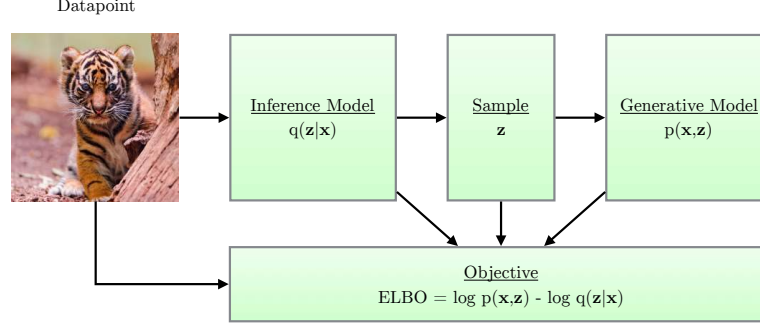 Datapoint
Inference Model
q(z|x)
Sample
z
Generative Model
p(x,z)
Objective
ELBO = log p(x,z) - log q(z|x)